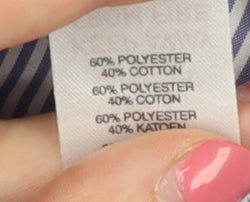 60% POLYESTER
40% COTTON
60% POLYESTER
40% COTON
60% POLYESTER
40% KATOEN